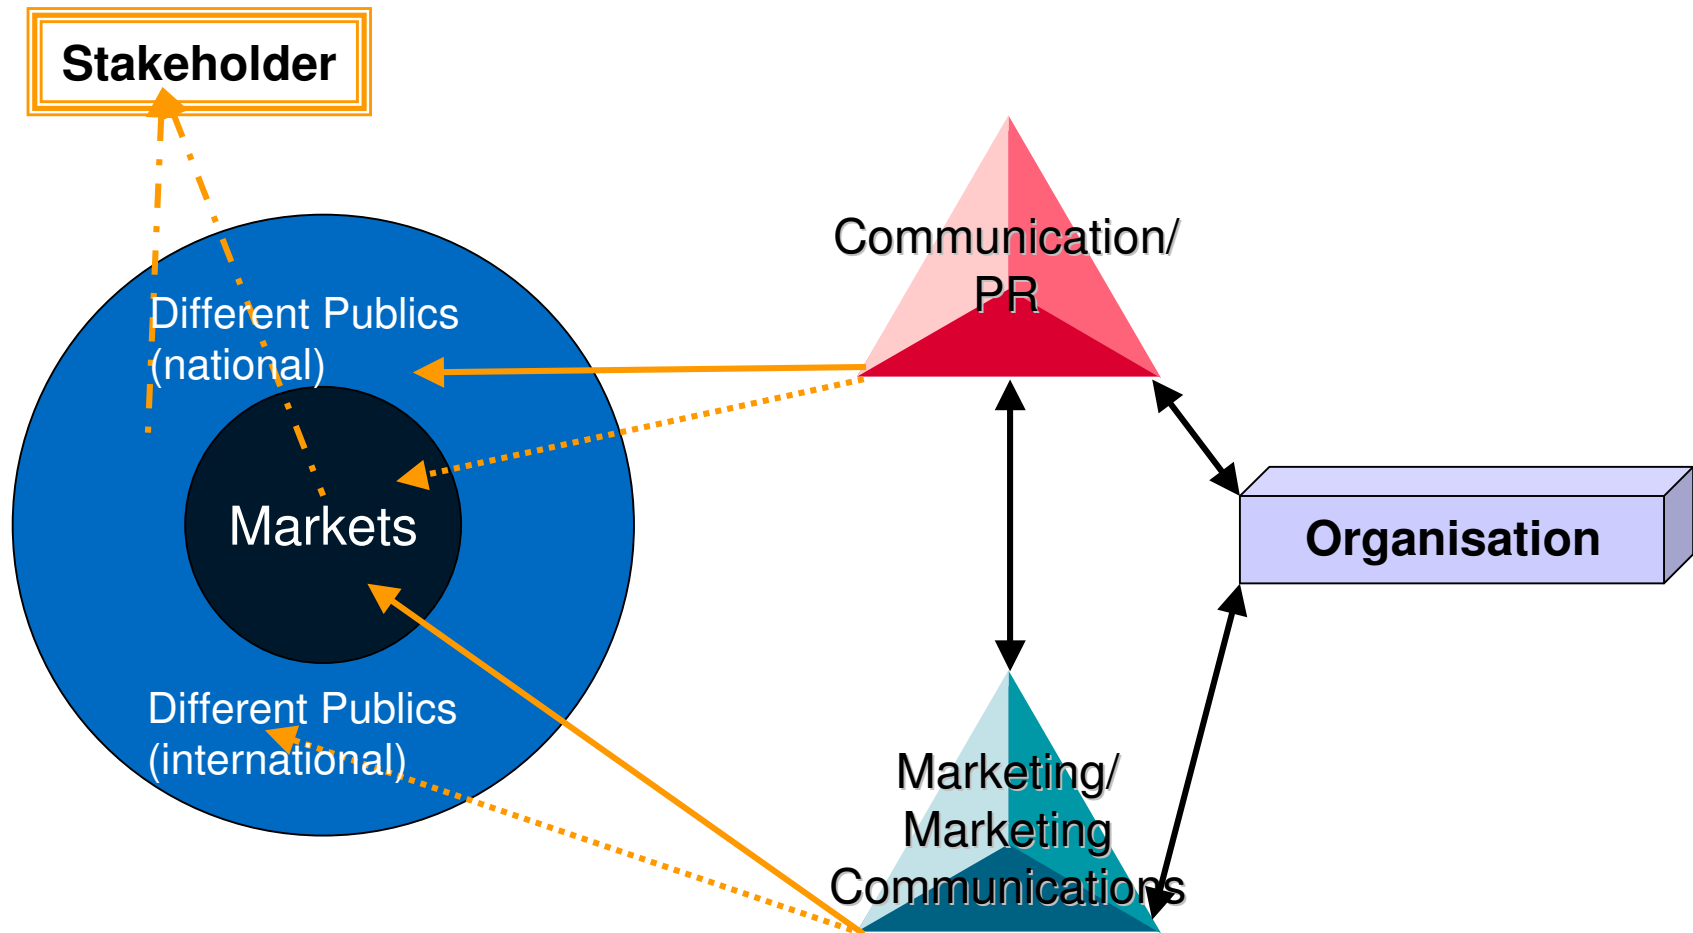 Stakeholder
Communication/
PR
Different Publics
(national)
Markets
Organisation
Different Publics
(international)
Marketing/
Marketing
Communications